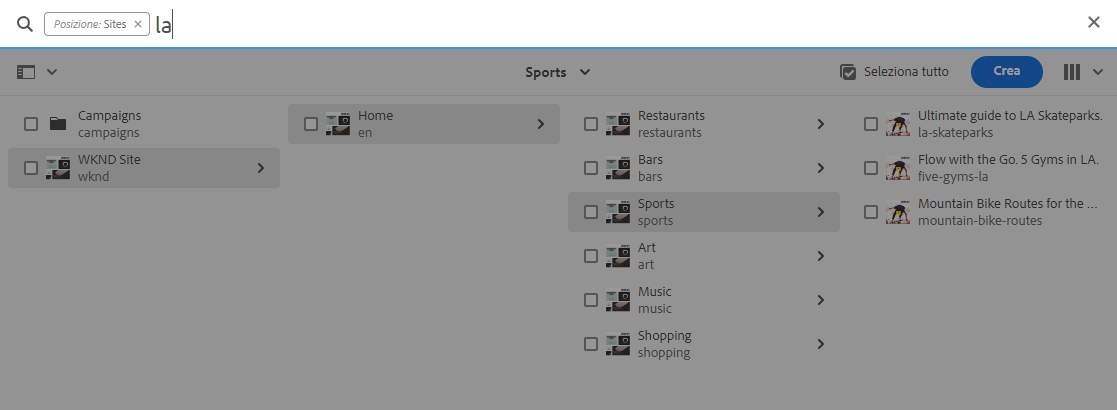 Posizione: Sites la
Sports
Seleziona tutto
Crea
Campaigns
campaigns
WKND Site
wknd
Home
en
Restaurants
restaurants
Bars
bars
Sports
sports
Art
art
Music
music
Shopping
shopping
Ultimate guide to LA Skateparks.
la-skateparks
Flow with the Go. 5 Gyms in LA.
five-gyms-la
Mountain Bike Routes for the ...
mountain-bike-routes